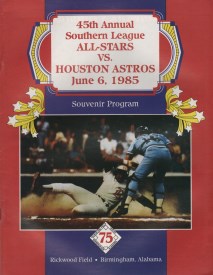 45th Annual
Southern League
ALL-STARS
VS.
HOUSTON ASTROS
June 6, 1985
Souvenir Program
75
Rickwood Field • Birmingham, Alabama